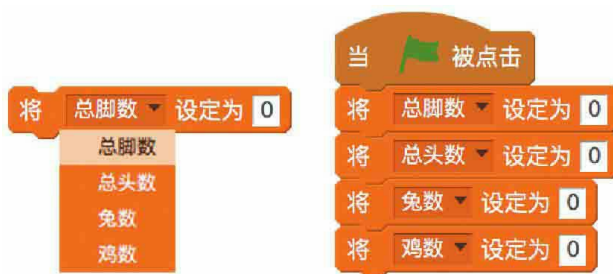 将 总脚数 设定为 0
总脚数
总头数
兔数
鸡数
当 被点击
将 总脚数 设定为 0
将 总头数 设定为 0
将 兔数 设定为 0
将 鸡数 设定为 0